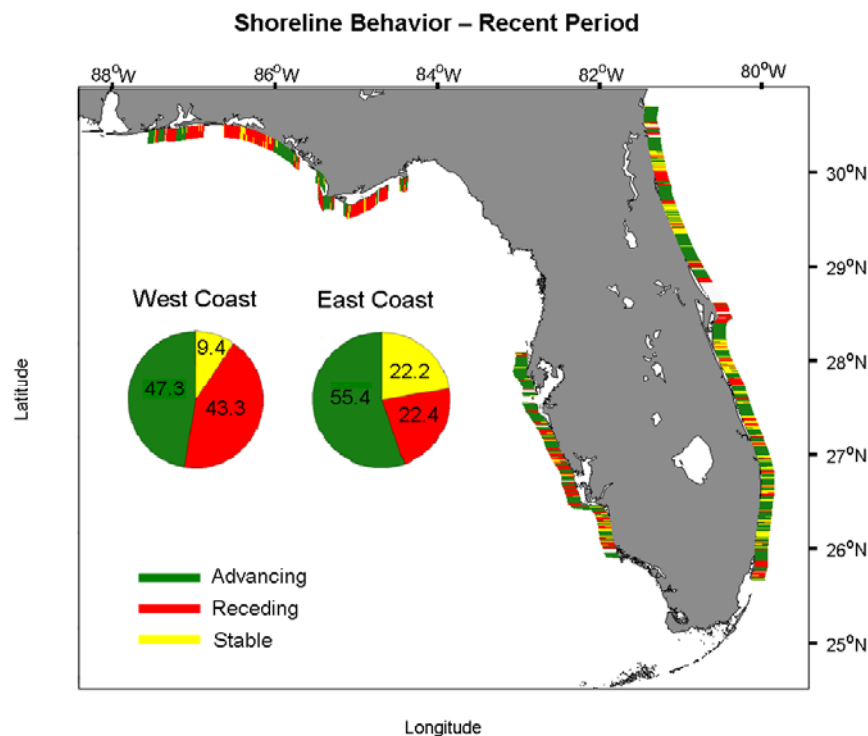 Shoreline Behavior – Recent Period
88°W 86°W 84°W 82°W 80°W
30°N
29°N
28°N
27°N
26°N
25°N
Latitude
West Coast East Coast
9.4
47.3
43.3
22.2
55.4
22.4
Advancing
Receding
Stable
Longitude